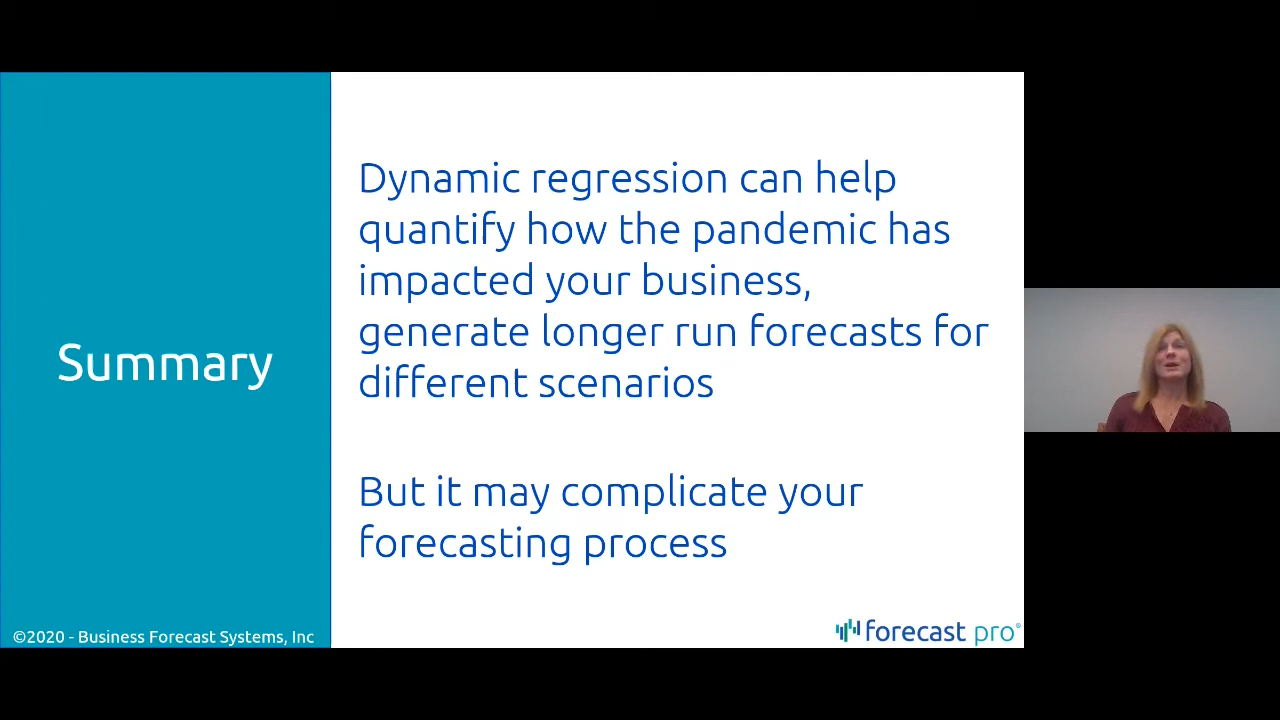 Summary
Dynamic regression can help
quantify how the pandemic has
impacted your business,
generate longer run forecasts for
different scenarios
But it may complicate your
forecasting process
©2020 - Business Forecast Systems, Inc
forecast pro®